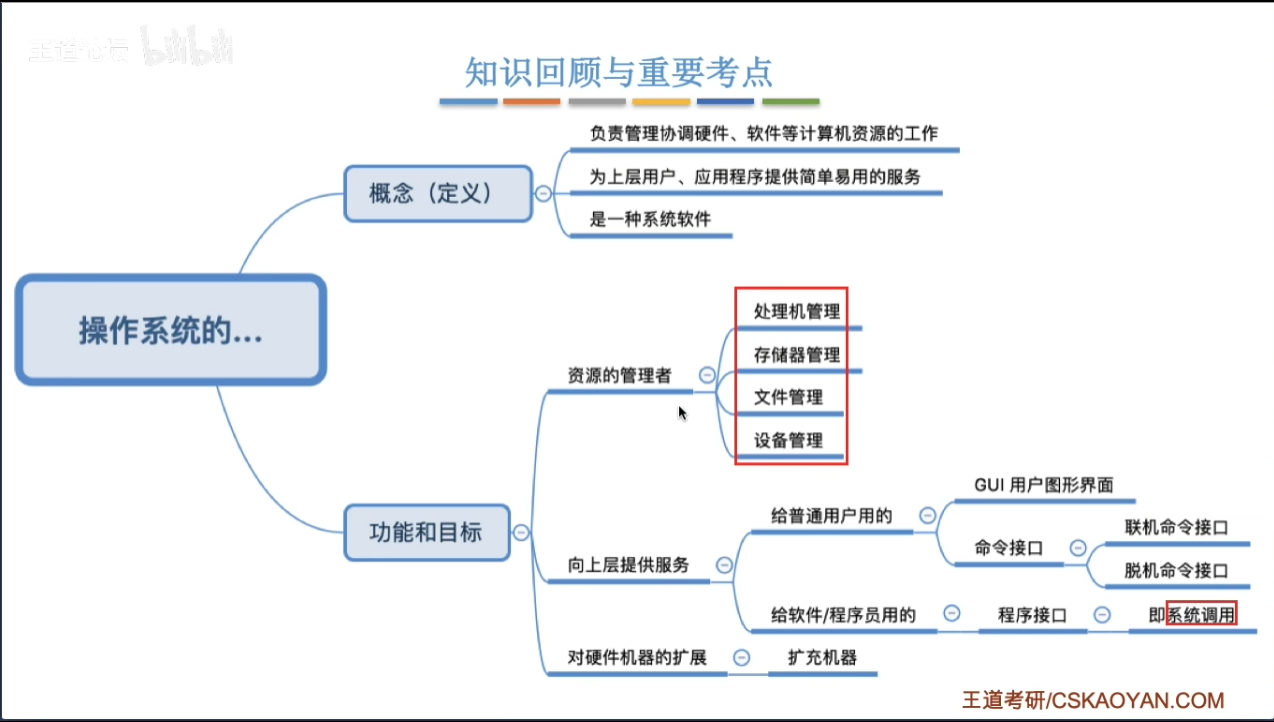 王道论坛 bilibili
知识回顾与重要考点
负责管理协调硬件、软件等计算机资源的工作
为上层用户、应用程序提供简单易用的服务
概念（定义）
是一种系统软件
操作系统的...
处理机管理
存储器管理
资源的管理者
文件管理
设备管理
功能和目标
GUI 用户图形界面
给普通用户用的
联机命令接口
命令接口
脱机命令接口
向上层提供服务
给软件/程序员用的
程序接口
即系统调用
对硬件机器的扩展
扩充机器
王道考研/CSKAOYAN.COM